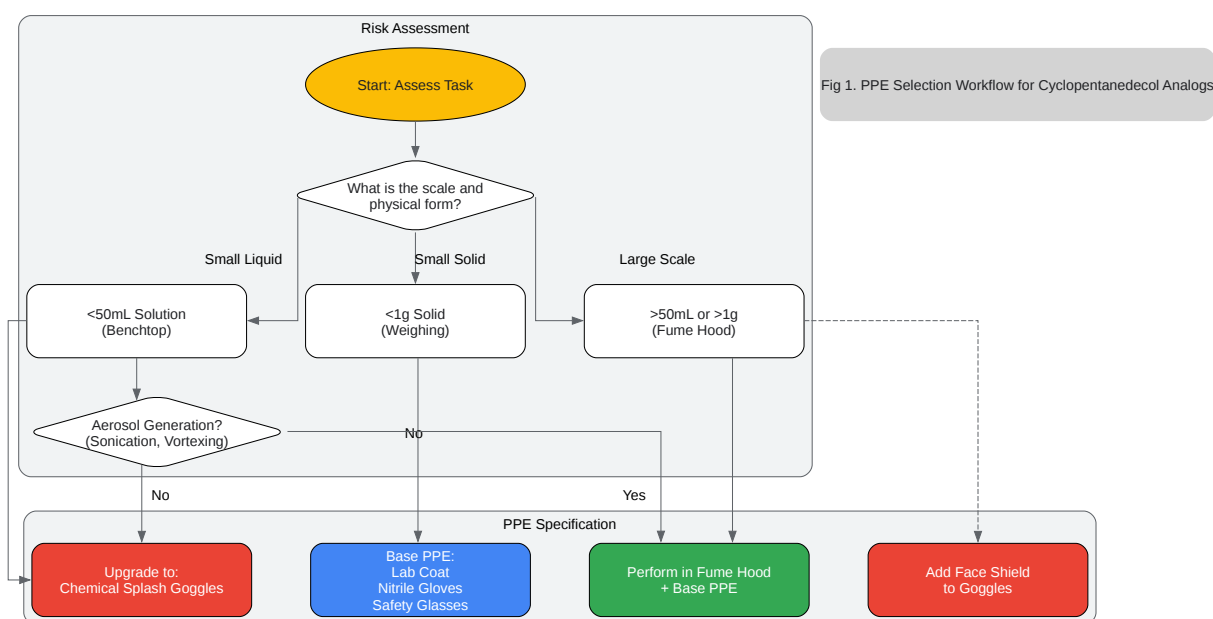 Risk Assessment
Start: Assess Task
Fig 1. PPE Selection Workflow for Cyclopentanedecol Analogs
What is the scale and
physical form?
Small Liquid
Small Solid
Large Scale
<50mL Solution
(Benchtop)
<1g Solid
(Weighing)
>50mL or >1g
(Fume Hood)
Aerosol Generation?
(Sonication, Vortexing)
No
No
Yes
PPE Specification
Upgrade to:
Chemical Splash Goggles
Base PPE:
Lab Coat
Nitrile Gloves
Safety Glasses
Perform in Fume Hood
+ Base PPE
Add Face Shield
to Goggles